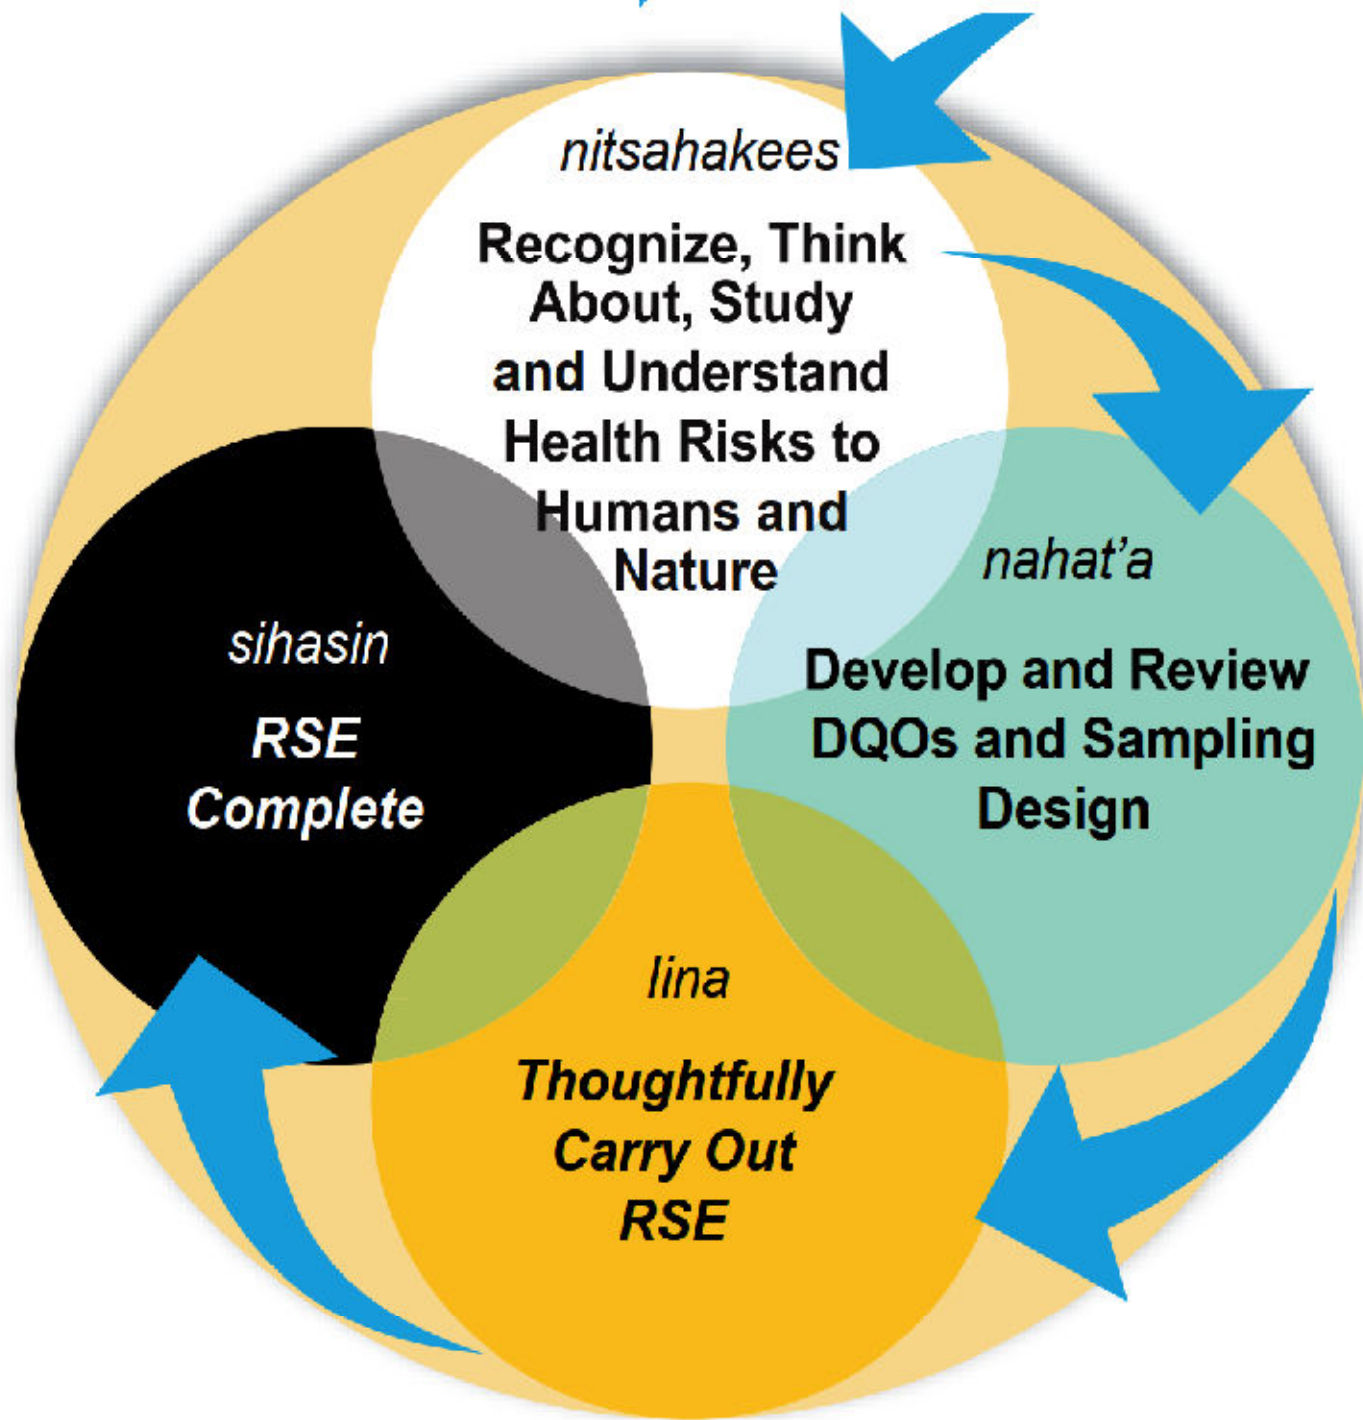 nitsahakees
Recognize, Think
About, Study
and Understand
Health Risks to
Humans and
Nature
nahat’a
Develop and Review
DQOs and Sampling
Design
lina
Thoughtfully
Carry Out
RSE
sihasin
RSE
Complete